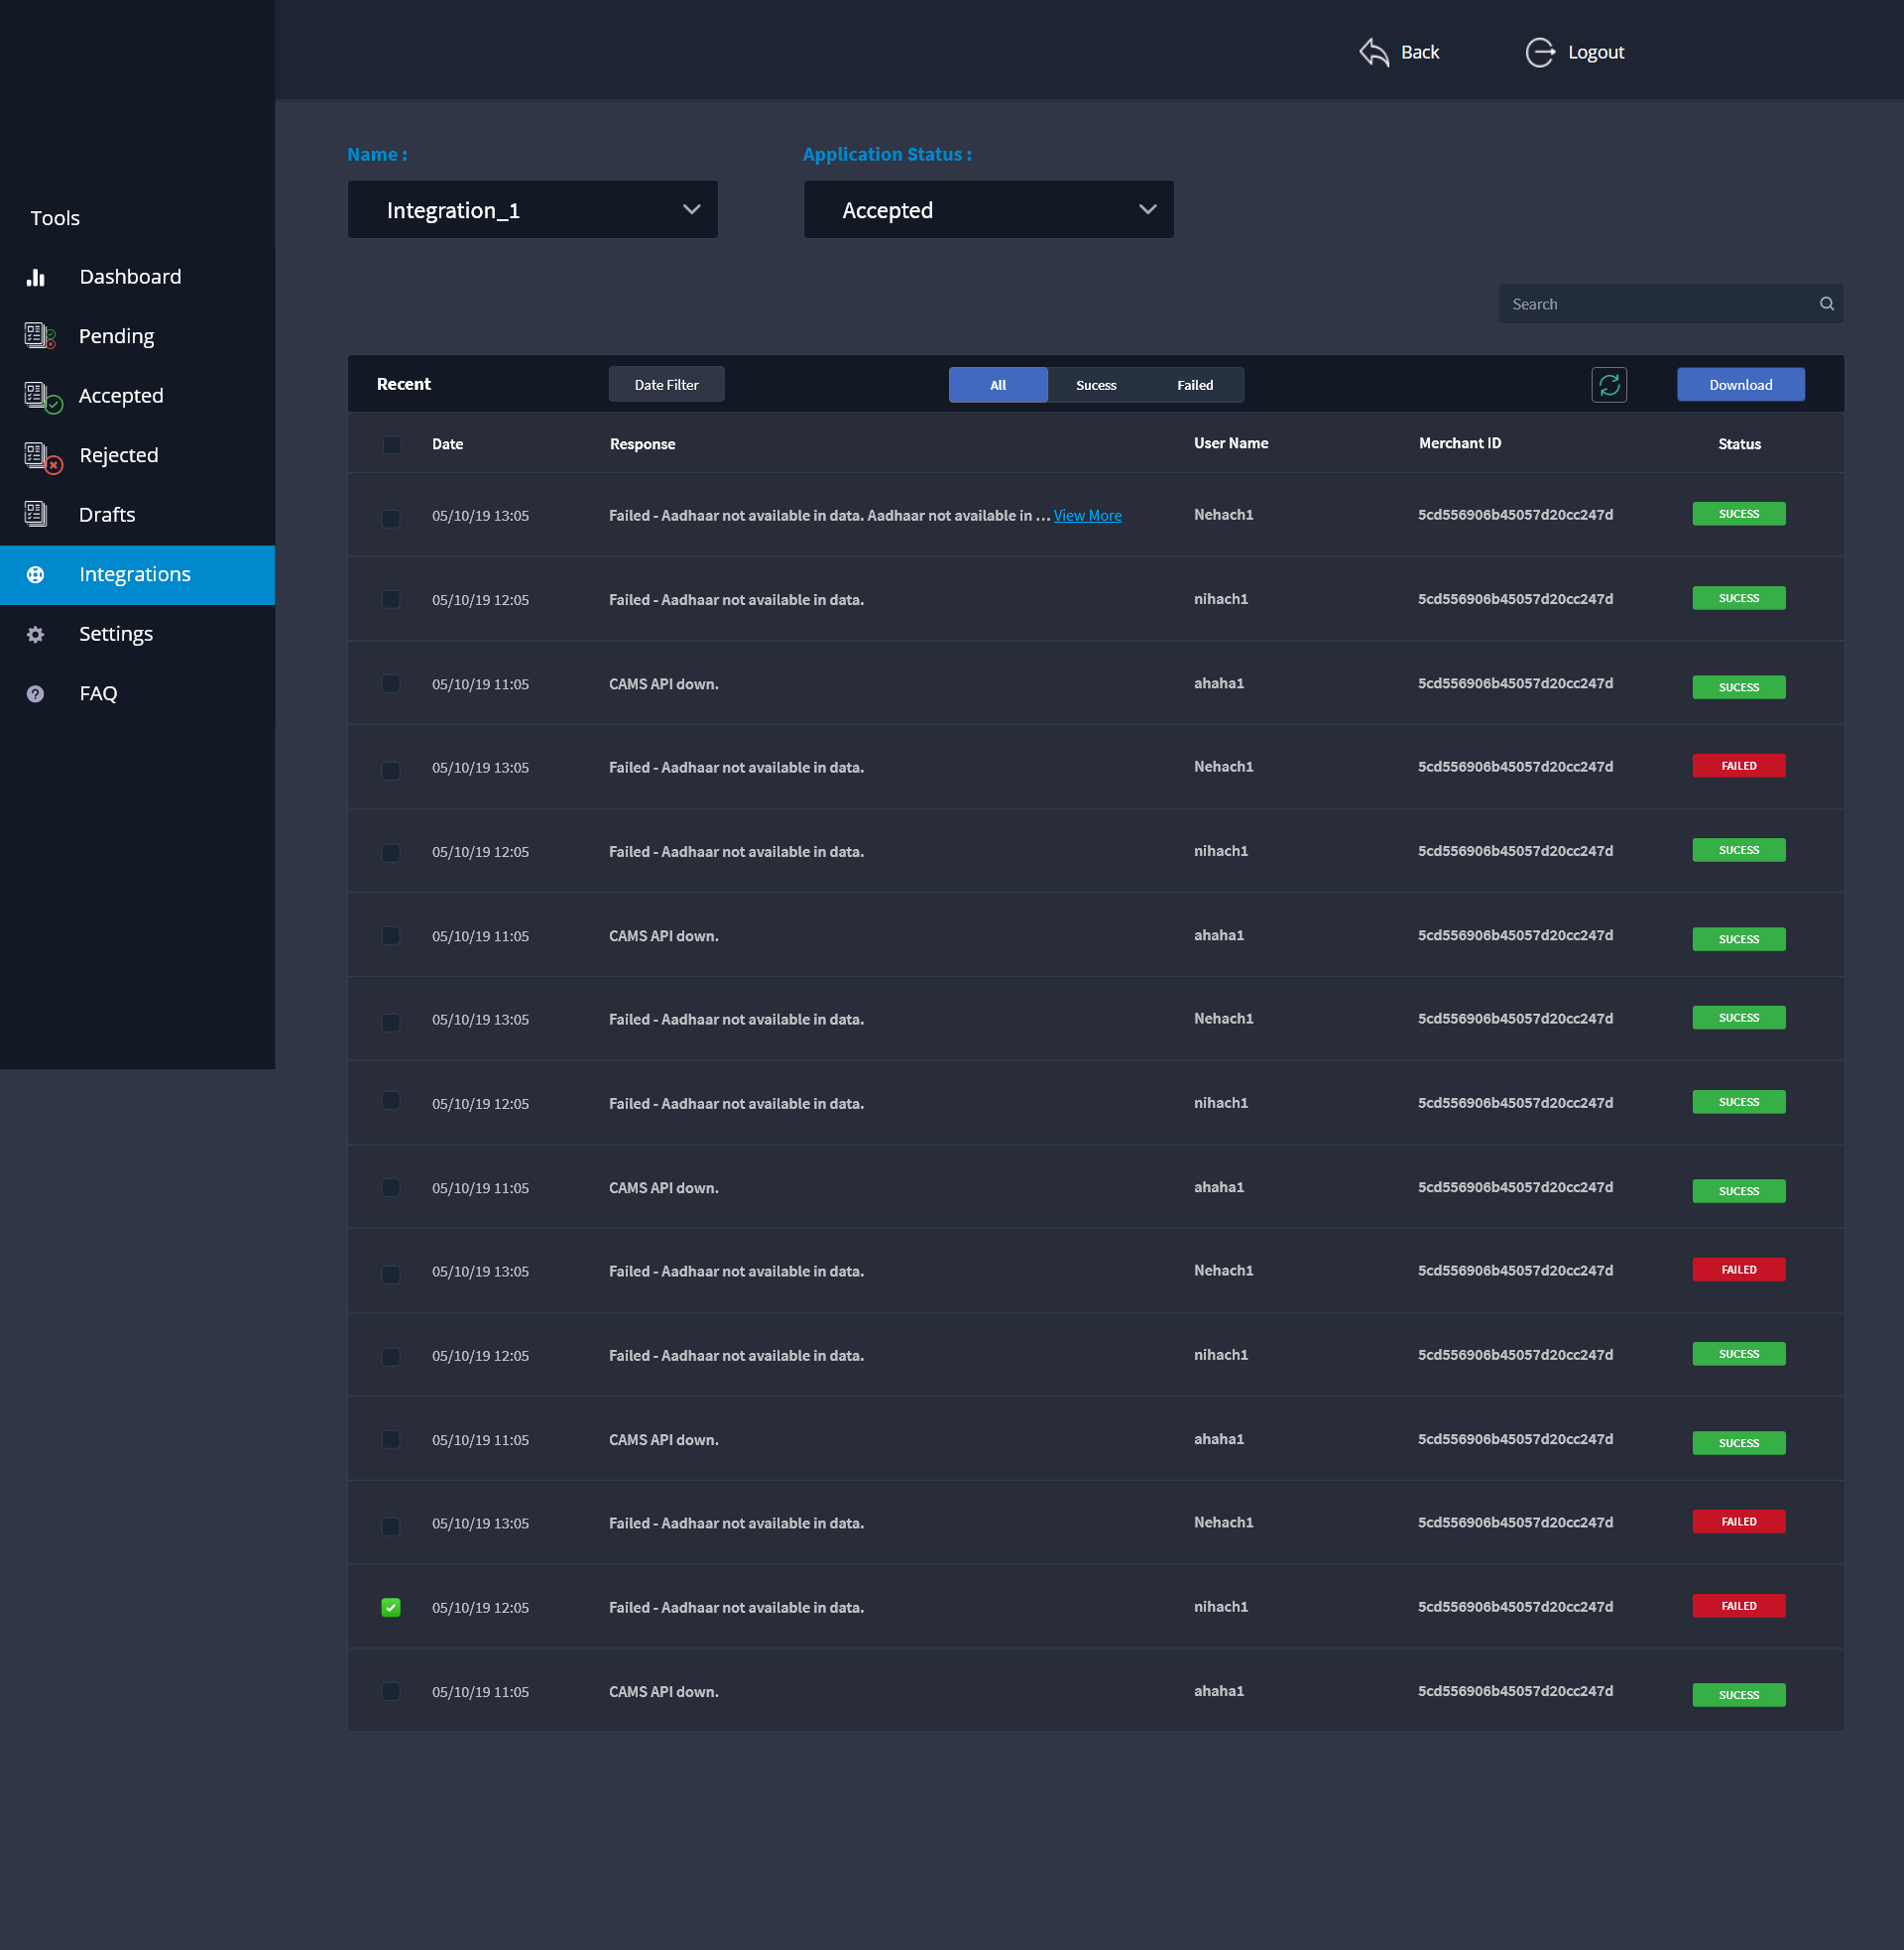 Back Logout
Tools
Dashboard
Pending
Accepted
Rejected
Drafts
Integrations
Settings
FAQ
Name : Application Status :
Integration_1 Accepted
Search
Recent Date Filter All Sucess Failed Download
Date Response User Name Merchant ID Status
05/10/19 13:05 Failed - Aadhaar not available in data. Aadhaar not available in ... View More Nehach1 5cd556906b45057d20cc247d SUCESS
05/10/19 12:05 Failed - Aadhaar not available in data. nihach1 5cd556906b45057d20cc247d SUCESS
05/10/19 11:05 CAMS API down. ahaha1 5cd556906b45057d20cc247d SUCESS
05/10/19 13:05 Failed - Aadhaar not available in data. Nehach1 5cd556906b45057d20cc247d FAILED
05/10/19 12:05 Failed - Aadhaar not available in data. nihach1 5cd556906b45057d20cc247d SUCESS
05/10/19 11:05 CAMS API down. ahaha1 5cd556906b45057d20cc247d SUCESS
05/10/19 13:05 Failed - Aadhaar not available in data. Nehach1 5cd556906b45057d20cc247d SUCESS
05/10/19 12:05 Failed - Aadhaar not available in data. nihach1 5cd556906b45057d20cc247d SUCESS
05/10/19 11:05 CAMS API down. ahaha1 5cd556906b45057d20cc247d SUCESS
05/10/19 13:05 Failed - Aadhaar not available in data. Nehach1 5cd556906b45057d20cc247d FAILED
05/10/19 12:05 Failed - Aadhaar not available in data. nihach1 5cd556906b45057d20cc247d SUCESS
05/10/19 11:05 CAMS API down. ahaha1 5cd556906b45057d20cc247d SUCESS
05/10/19 13:05 Failed - Aadhaar not available in data. Nehach1 5cd556906b45057d20cc247d FAILED
05/10/19 12:05 Failed - Aadhaar not available in data. nihach1 5cd556906b45057d20cc247d FAILED
05/10/19 11:05 CAMS API down. ahaha1 5cd556906b45057d20cc247d SUCESS